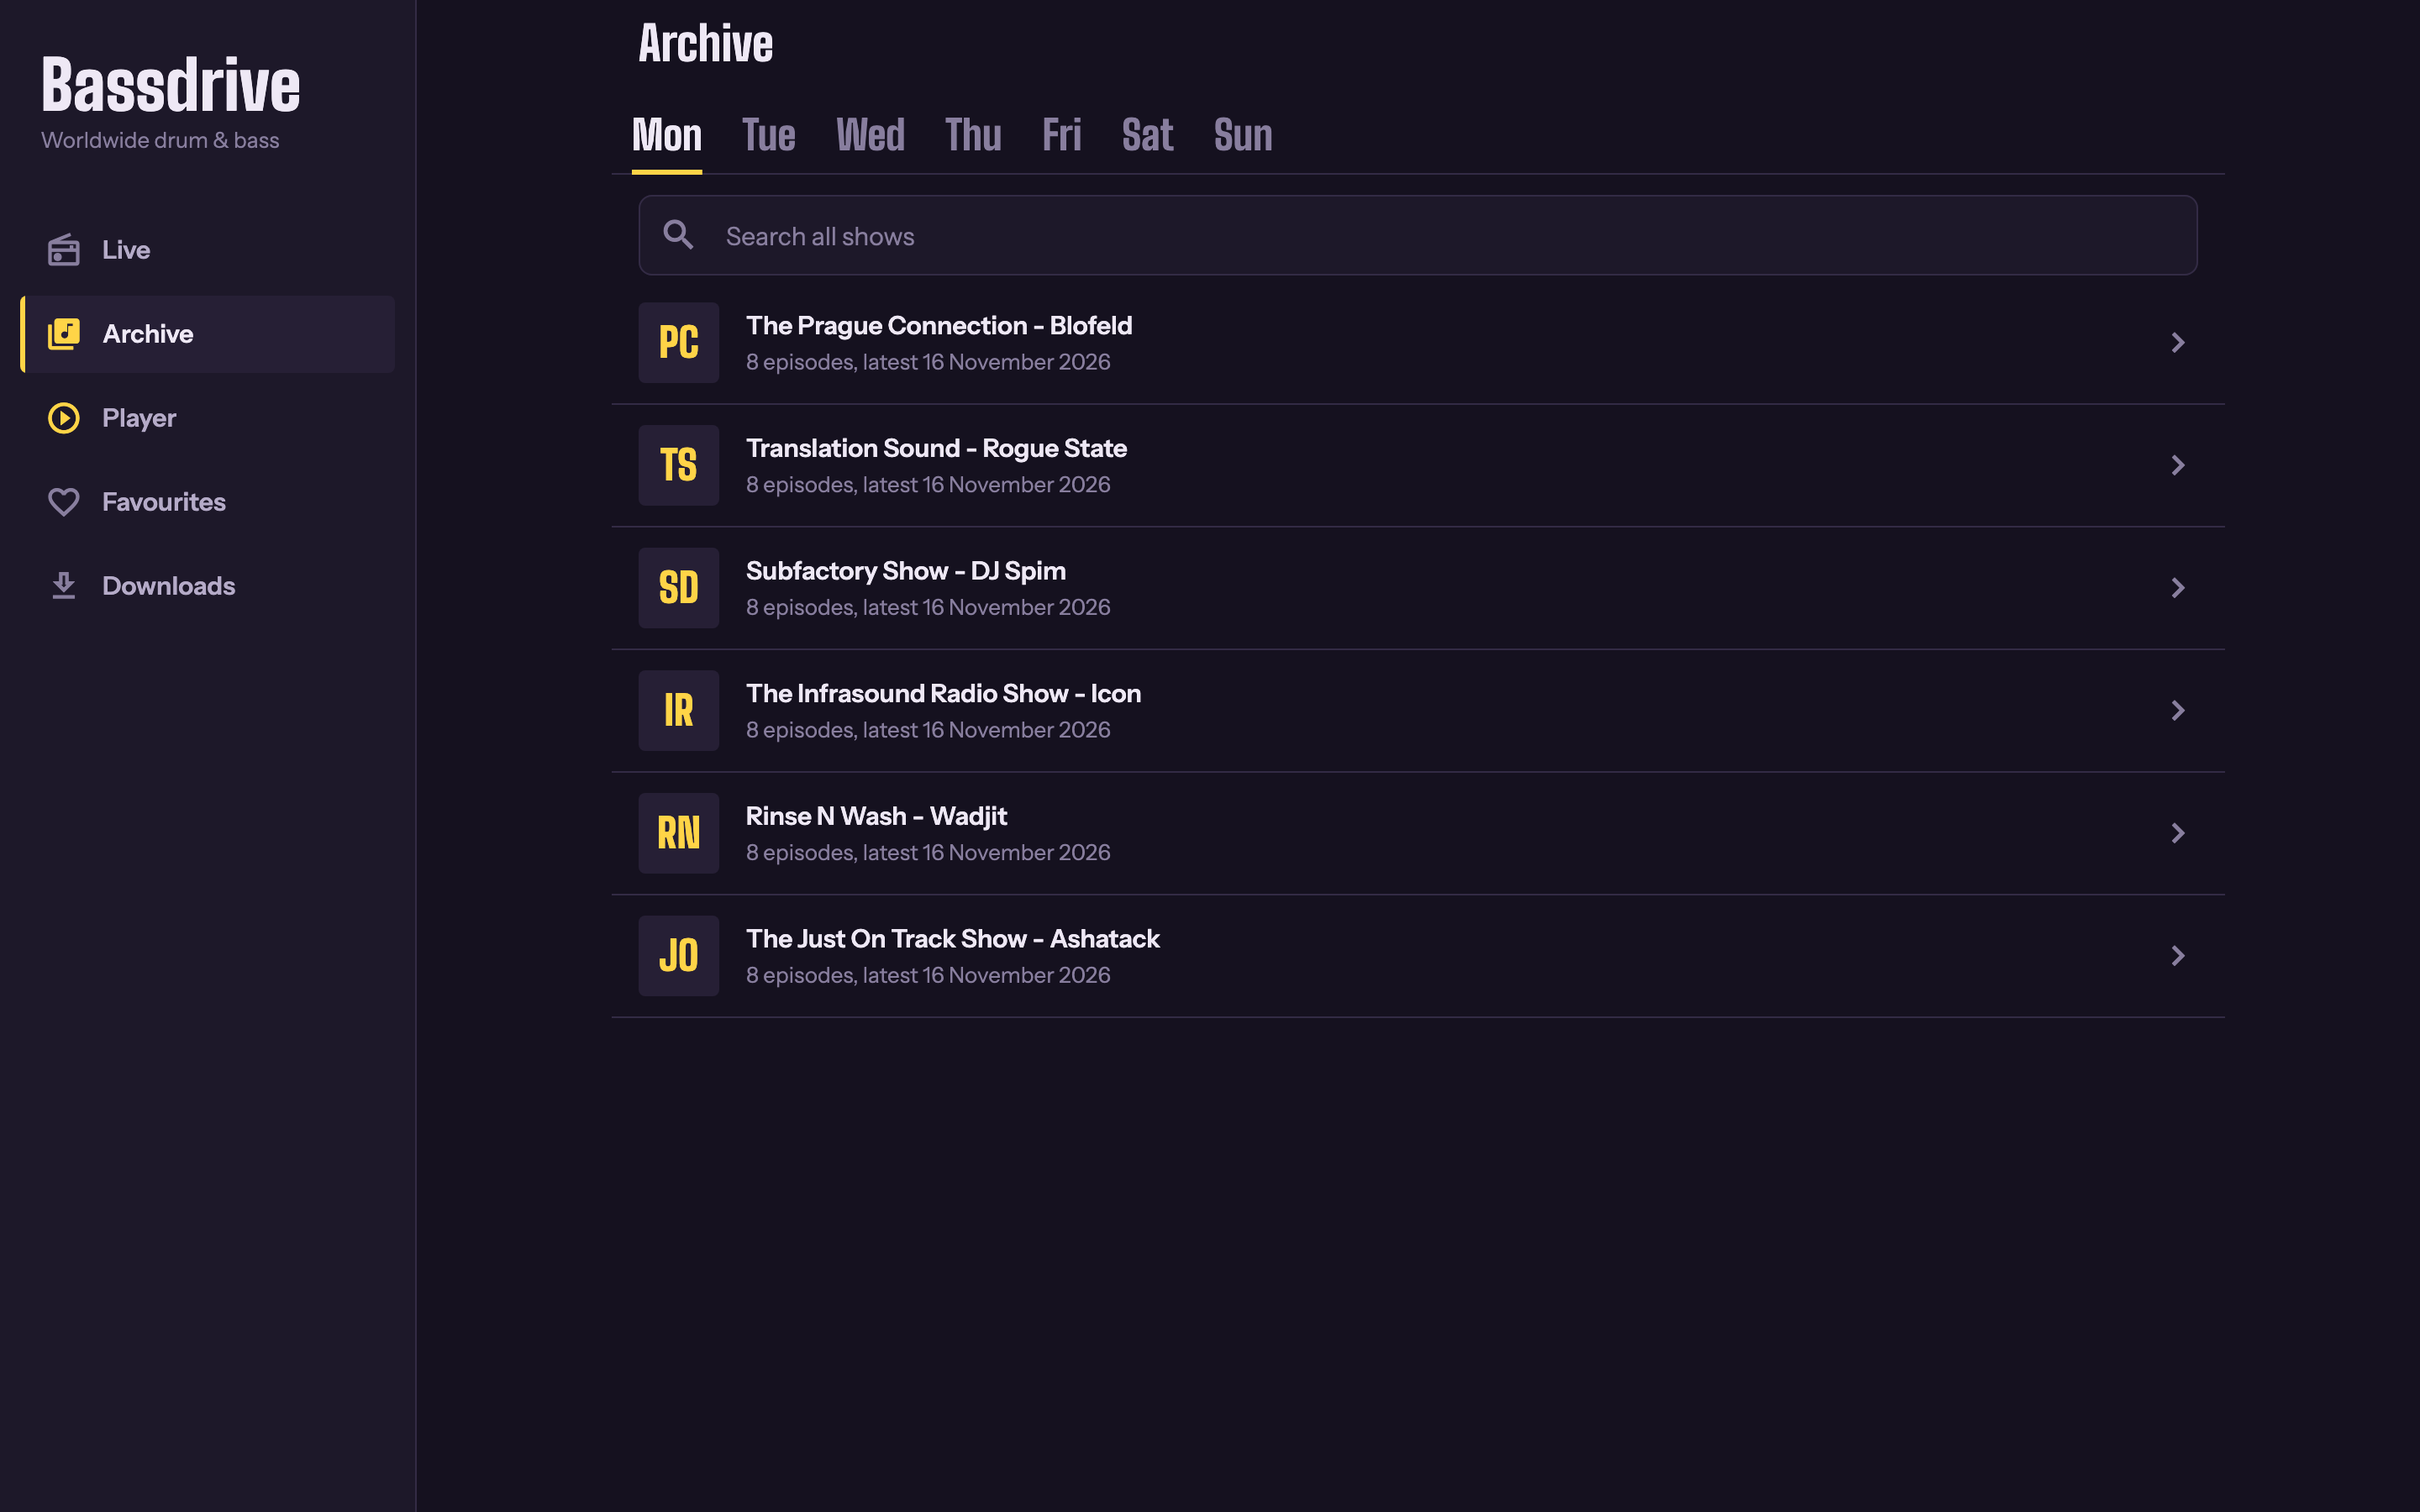 Bassdrive
Worldwide drum & bass
Live
Archive
Player
Favourites
Downloads
Archive
Mon Tue Wed Thu Fri Sat Sun
Search all shows
PC
The Prague Connection - Blofeld
8 episodes, latest 16 November 2026
TS
Translation Sound - Rogue State
8 episodes, latest 16 November 2026
SD
Subfactory Show - DJ Spim
8 episodes, latest 16 November 2026
IR
The Infrasound Radio Show - Icon
8 episodes, latest 16 November 2026
RN
Rinse N Wash - Wadjit
8 episodes, latest 16 November 2026
JO
The Just On Track Show - Ashatack
8 episodes, latest 16 November 2026